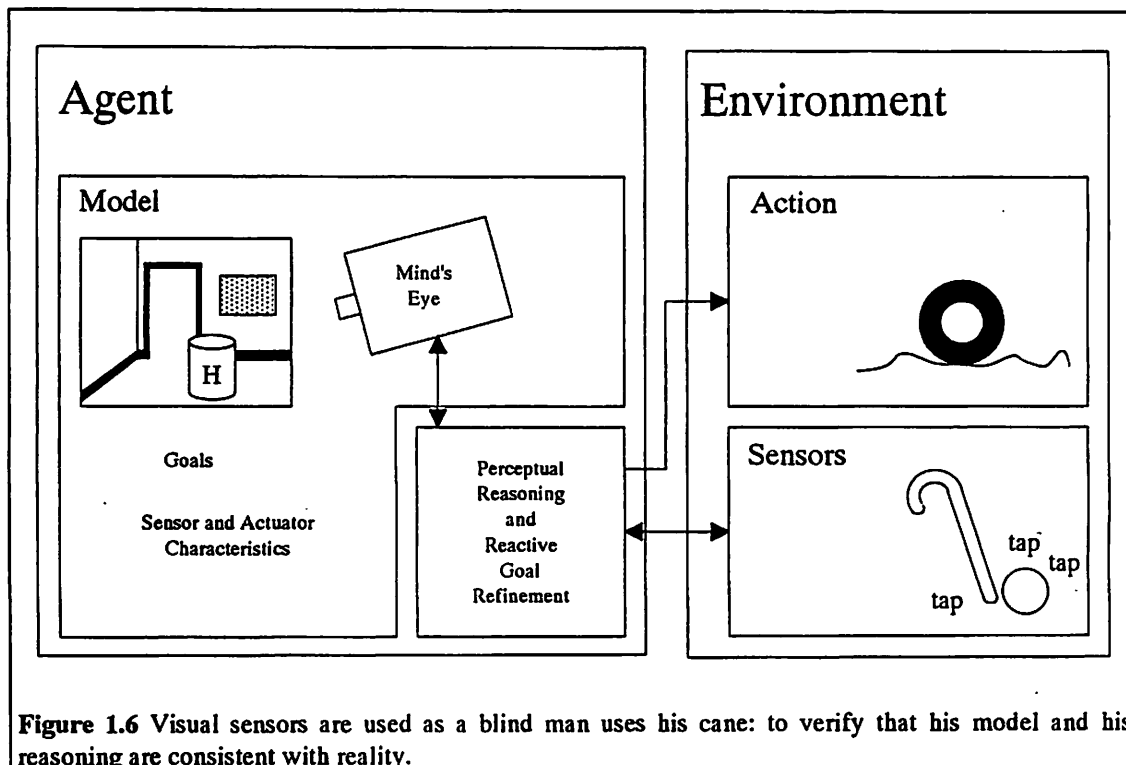 Agent
Model
Mind's
Eye
H
Goals
Sensor and Actuator
Characteristics
Perceptual
Reasoning
and
Reactive
Goal
Refinement
Environment
Action
Sensors
tap
tap
tap
Figure 1.6 Visual sensors are used as a blind man uses his cane: to verify that his model and his
reasoning are consistent with reality.